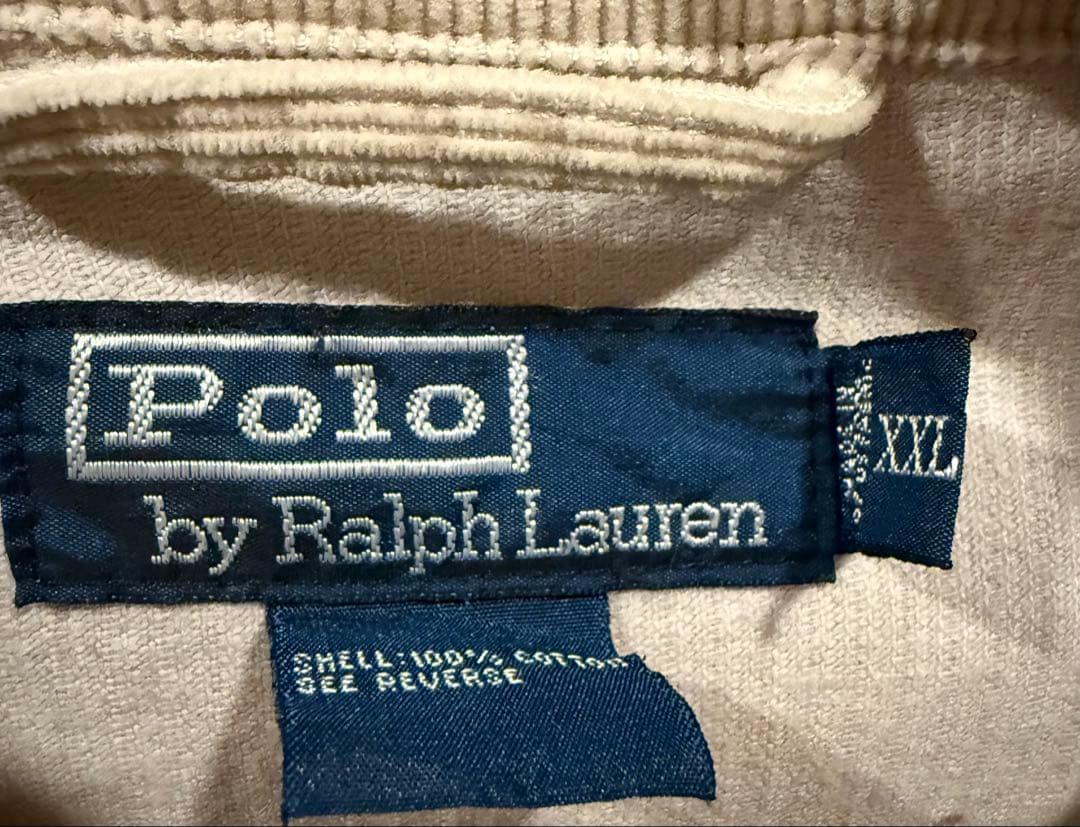 Polo
by Ralph Lauren
XXL
SHELL:100% COTTON
SEE REVERSE